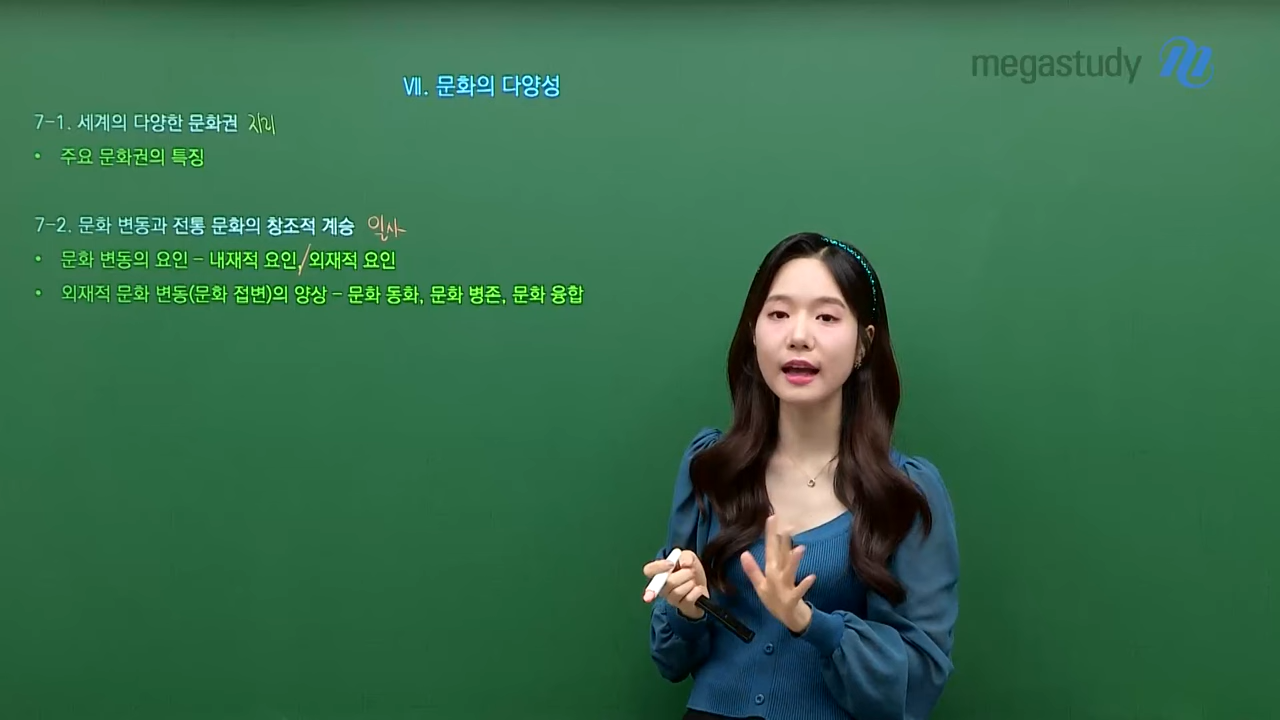 megastudy
Ⅶ. 문화의 다양성
7-1. 세계의 다양한 문화권 지리
• 주요 문화권의 특징
7-2. 문화 변동과 전통 문화의 창조적 계승 일사
• 문화 변동의 요인 - 내재적 요인/외재적 요인
• 외재적 문화 변동(문화 접변)의 양상 - 문화 동화, 문화 병존, 문화 융합